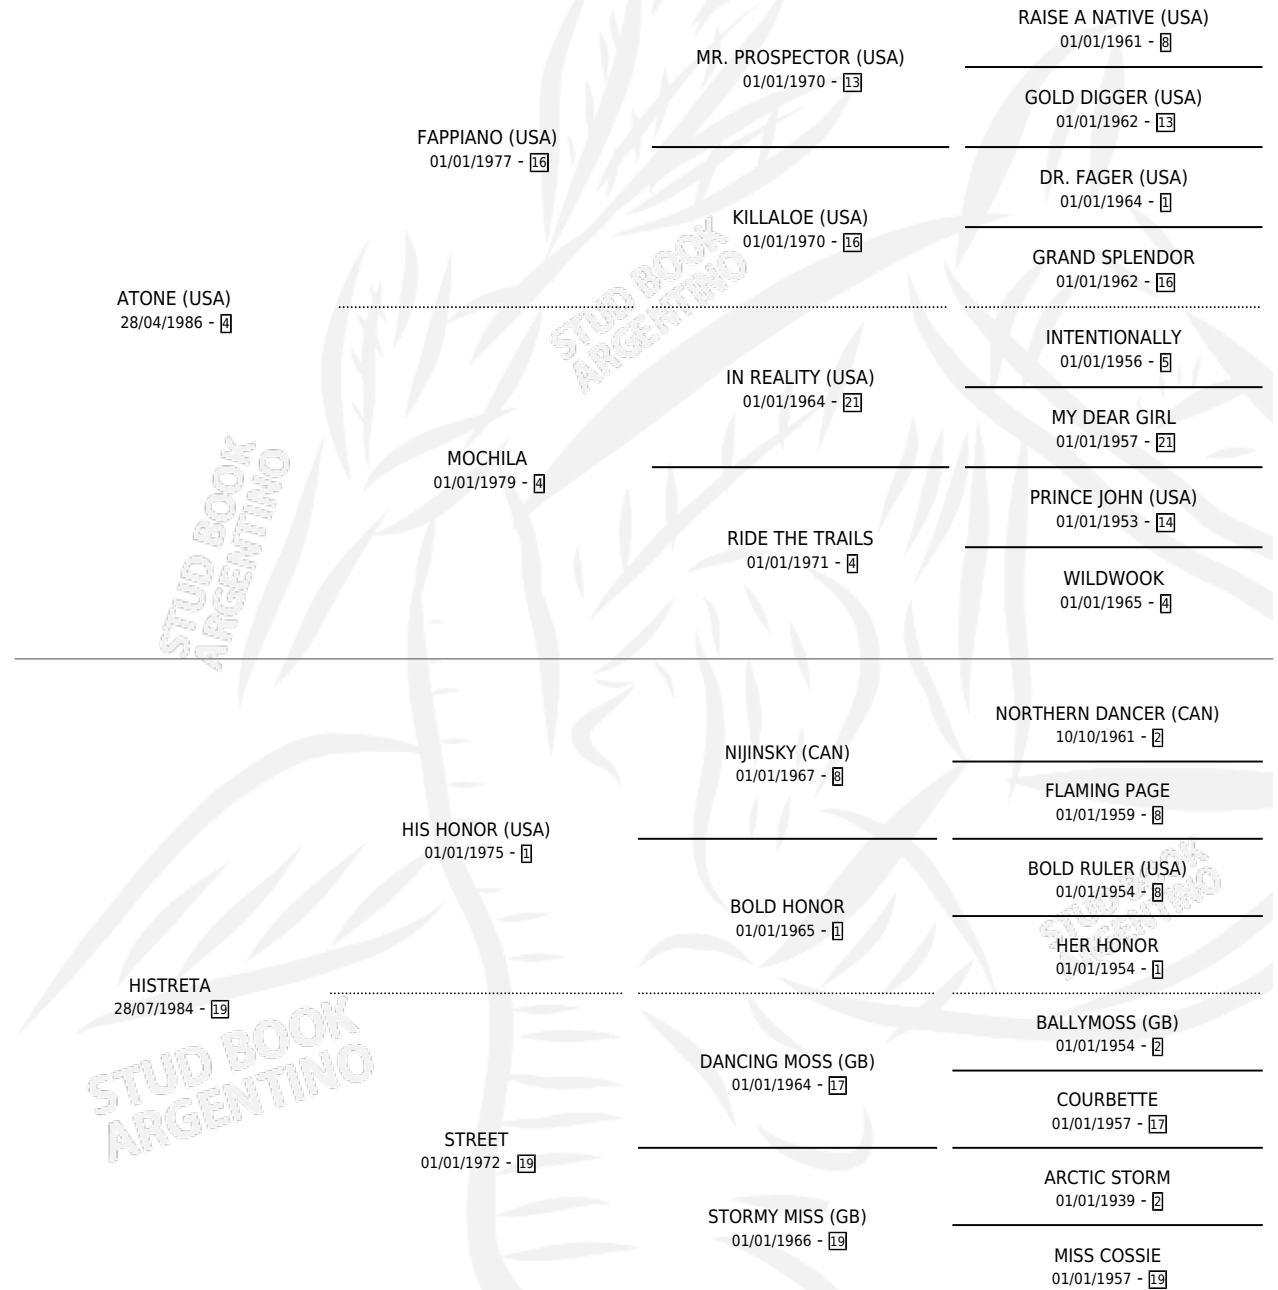 RAISE A NATIVE (USA)
01/01/1961 - 8
MR. PROSPECTOR (USA)
01/01/1970 - 13
GOLD DIGGER (USA)
01/01/1962 - 13
FAPPIANO (USA)
01/01/1977 - 16
DR. FAGER (USA)
01/01/1964 - 1
KILLALOE (USA)
01/01/1970 - 16
GRAND SPLENDOR
01/01/1962 - 16
ATONE (USA)
28/04/1986 - 4
INTENTIONALLY
01/01/1956 - 5
IN REALITY (USA)
01/01/1964 - 21
MY DEAR GIRL
01/01/1957 - 21
MOCHILA
01/01/1979 - 4
PRINCE JOHN (USA)
01/01/1953 - 14
RIDE THE TRAILS
01/01/1971 - 4
WILDWOOK
01/01/1965 - 4
NORTHERN DANCER (CAN)
10/10/1961 - 2
NIJINSKY (CAN)
01/01/1967 - 8
FLAMING PAGE
01/01/1959 - 8
HIS HONOR (USA)
01/01/1975 - 1
BOLD RULER (USA)
01/01/1954 - 8
BOLD HONOR
01/01/1965 - 1
HER HONOR
01/01/1954 - 1
HISTRETA
28/07/1984 - 19
BALLYMOSS (GB)
01/01/1954 - 2
DANCING MOSS (GB)
01/01/1964 - 17
COURBETTE
01/01/1957 - 17
STREET
01/01/1972 - 19
ARCTIC STORM
01/01/1939 - 2
STORMY MISS (GB)
01/01/1966 - 19
MISS COSSIE
01/01/1957 - 19
STUD BOOK
ARGENTINO
STUD BOOK
ARGENTINO
STUD BOOK
ARGENTINO
STUD BOOK
ARGENTINO